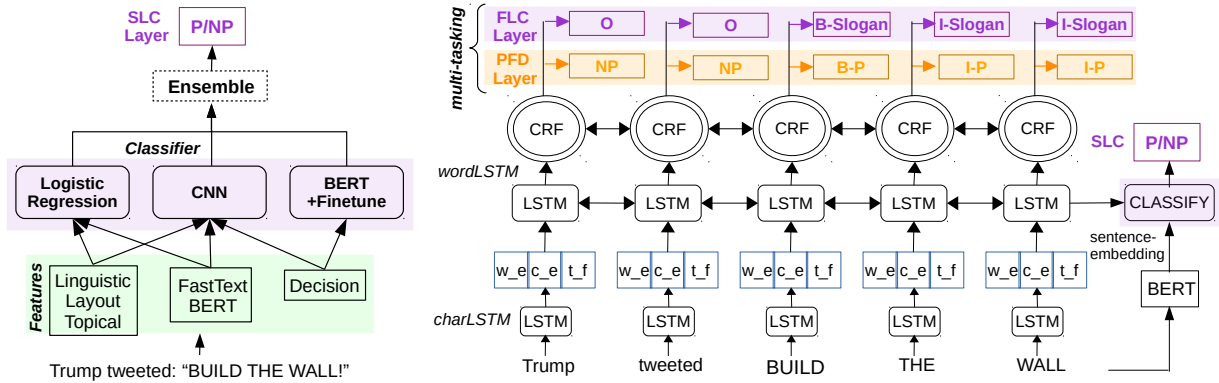 SLC
Layer
P/NP
Ensemble
Classifier
Logistic
Regression
CNN
BERT
+Finetune
Features
Linguistic
Layout
Topical
FastText
BERT
Decision
Trump tweeted: “BUILD THE WALL!”
multi-tasking
FLC
Layer
O O B-Slogan I-Slogan I-Slogan
PFD
Layer
NP NP B-P I-P I-P
CRF CRF CRF CRF CRF
SLC P/NP
wordLSTM
LSTM LSTM LSTM LSTM LSTM CLASSIFY
sentence-
embedding
w_e c_e t_f w_e c_e t_f w_e c_e t_f w_e c_e t_f w_e c_e t_f
BERT
charLSTM LSTM LSTM LSTM LSTM LSTM
Trump tweeted BUILD THE WALL